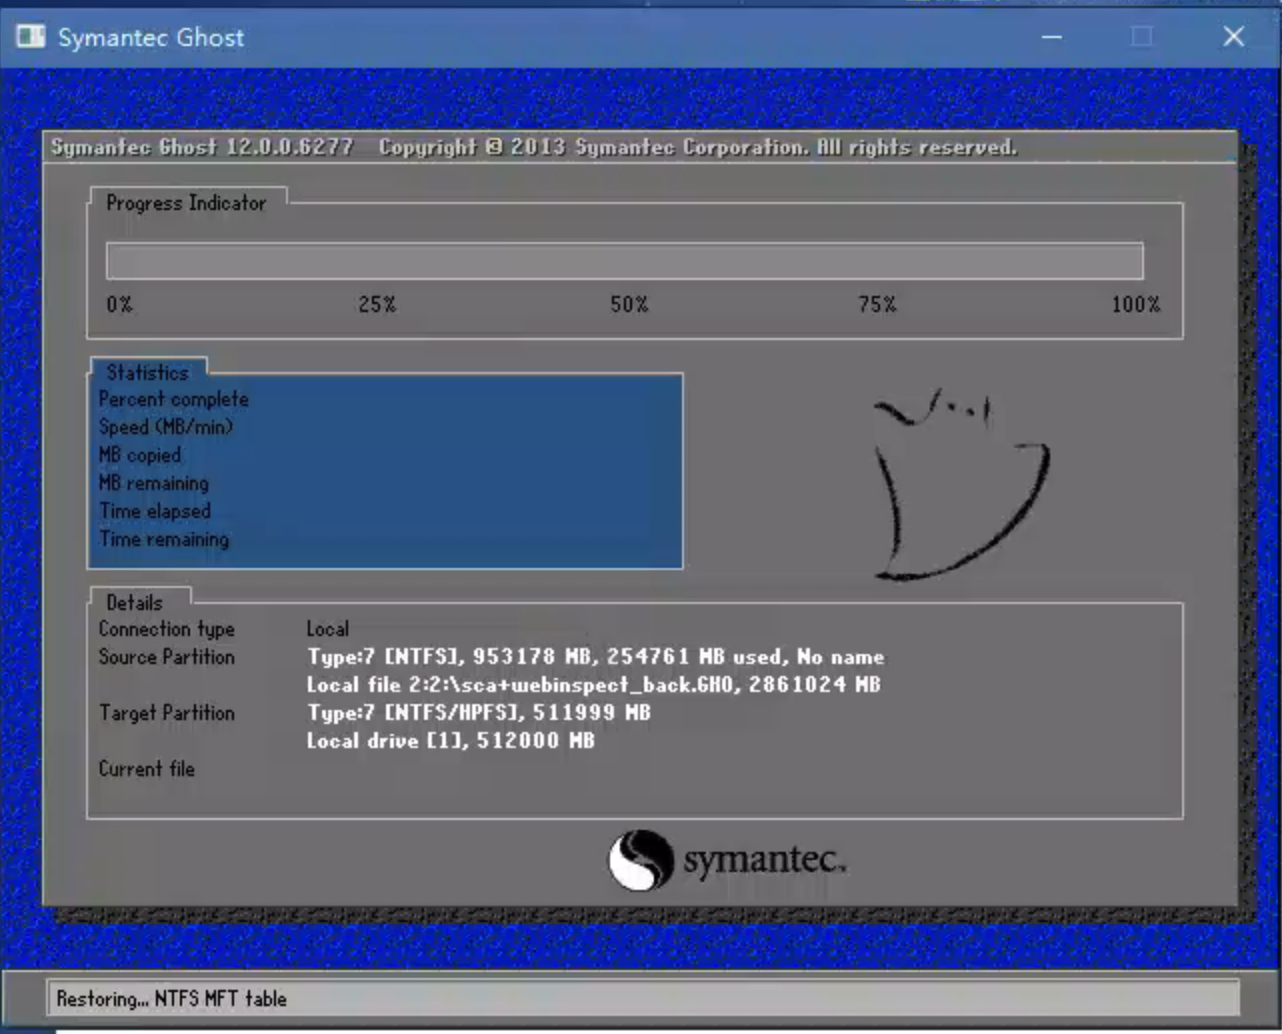 Symantec Ghost
Symantec Ghost 12.0.0.6277 Copyright © 2013 Symantec Corporation. All rights reserved.
Progress Indicator
0% 25% 50% 75% 100%
Statistics
Percent complete
Speed (MB/min)
MB copied
MB remaining
Time elapsed
Time remaining
Details
Connection type Local
Source Partition Type:7 [NTFS], 953178 MB, 254761 MB used, No name
Local file 2:2:\sca+webinspect_back.GHO, 2861024 MB
Target Partition Type:7 [NTFS/HPFS], 511999 MB
Local drive [1], 512000 MB
Current file
symantec.
Restoring... NTFS MFT table